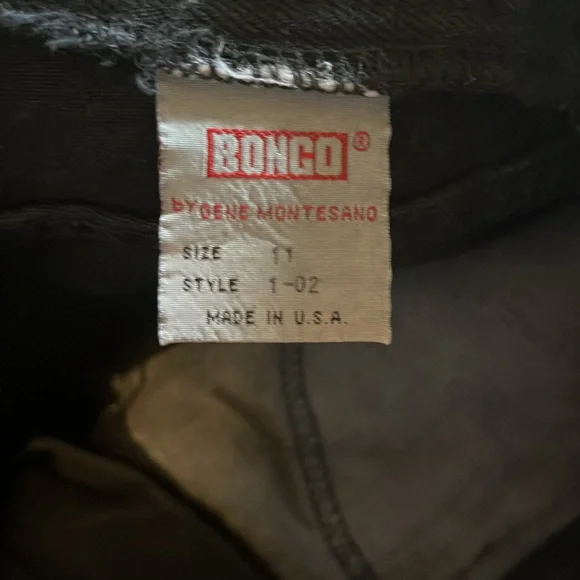 BONGO ®
BY GENE MONTESANO
SIZE 11
STYLE 1-02
MADE IN U.S.A.